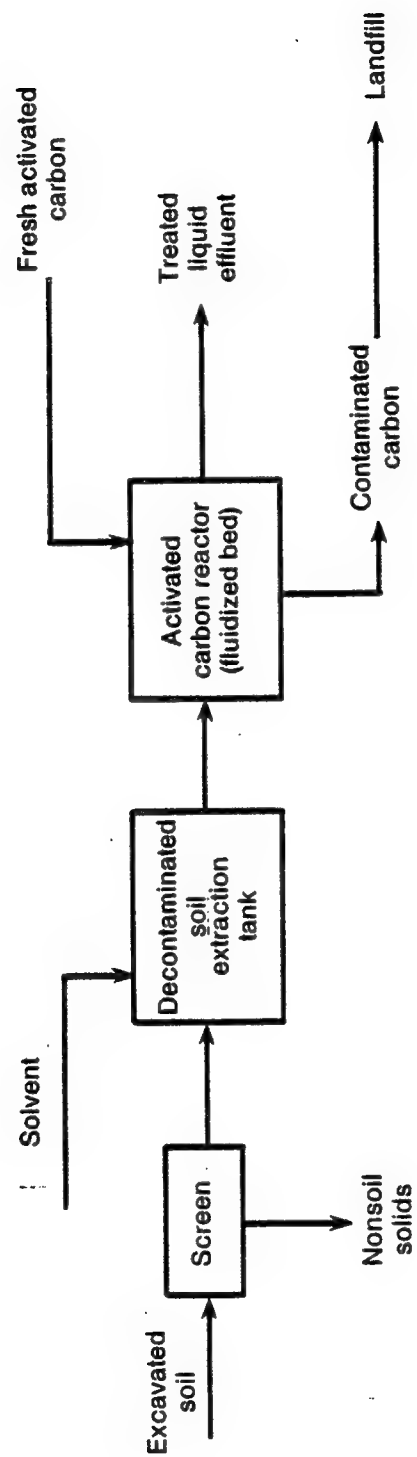 Excavated
soil
Screen
Nonsoil
solids
Solvent
Decontaminated
soil
extraction
tank
Activated
carbon reactor
(fluidized bed)
Fresh activated
carbon
Treated
liquid
effluent
Contaminated
carbon
Landfill